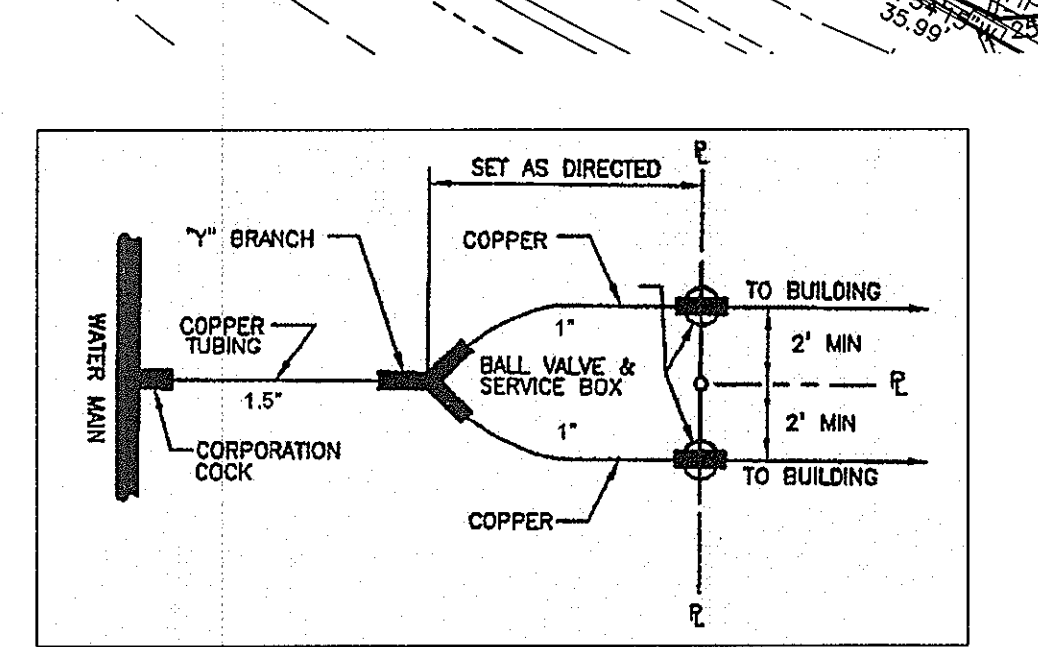 35.99'
25
℄
SET AS DIRECTED
"Y" BRANCH
COPPER
TO BUILDING
WATER MAIN
COPPER
TUBING
1"
2' MIN
BALL VALVE &
SERVICE BOX
℄
1.5"
1"
2' MIN
CORPORATION
COCK
TO BUILDING
COPPER
℄